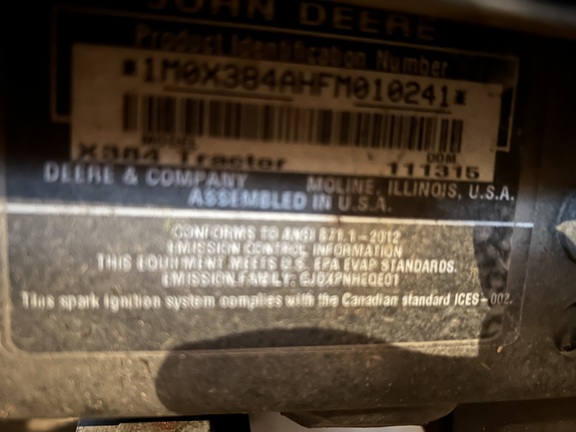 JOHN DEERE
Product Identification Number
*1M0X384AHFM010241*
MODEL DOM
X384 Tractor 111315
DEERE & COMPANY MOLINE, ILLINOIS, U.S.A.
ASSEMBLED IN U.S.A.
CONFORMS TO ANSI B71.1-2012
EMISSION CONTROL INFORMATION
THIS EQUIPMENT MEETS U.S. EPA EVAP STANDARDS.
EMISSION FAMILY:
This spark ignition system complies with the Canadian standard ICES-002.